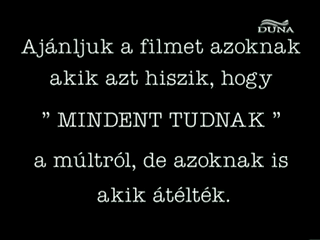 DUNA
Ajánljuk a filmet azoknak
akik azt hiszik, hogy
" MINDENT TUDNAK "
a múltról, de azoknak is
akik átélték.